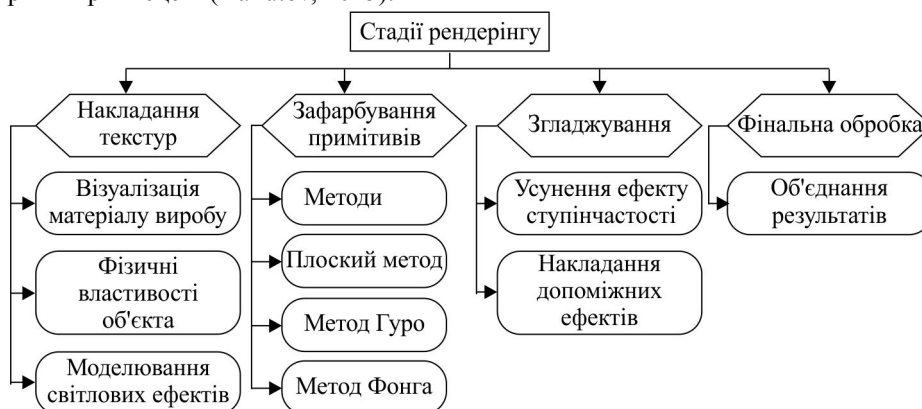 Стадії рендерінгу
Накладання
текстур
Візуалізація
матеріалу виробу
Фізичні
властивості
об'єкта
Моделювання
світлових ефектів
Зафарбування
примітивів
Методи
Плоский метод
Метод Гуро
Метод Фонга
Згладжування
Усунення ефекту
ступінчастості
Накладання
допоміжних
ефектів
Фінальна обробка
Об'єднання
результатів